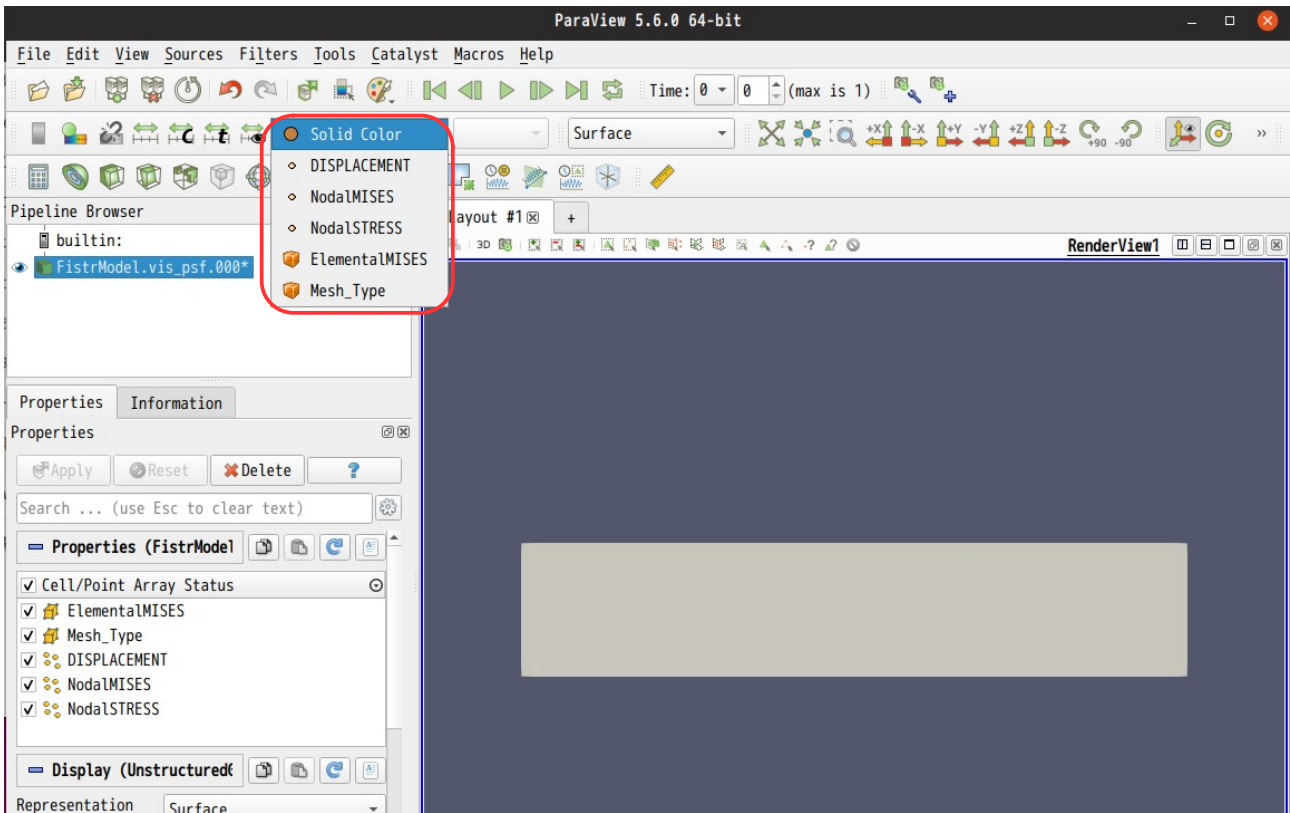 ParaView 5.6.0 64-bit
File Edit View Sources Filters Tools Catalyst Macros Help
Time: 0 0 (max is 1)
Solid Color
DISPLACEMENT
NodalMISES
NodalSTRESS
ElementalMISES
Mesh_Type
Surface
+X -X +Y -Y +Z -Z +90 -90 »
Pipeline Browser
builtin:
FistrModel.vis_psf.000*
ayout #1 +
3D
RenderView1
Properties Information
Properties
Apply Reset Delete ?
Search ... (use Esc to clear text)
Properties (FistrModel
Cell/Point Array Status
ElementalMISES
Mesh_Type
DISPLACEMENT
NodalMISES
NodalSTRESS
Display (Unstructured
Representation Surface